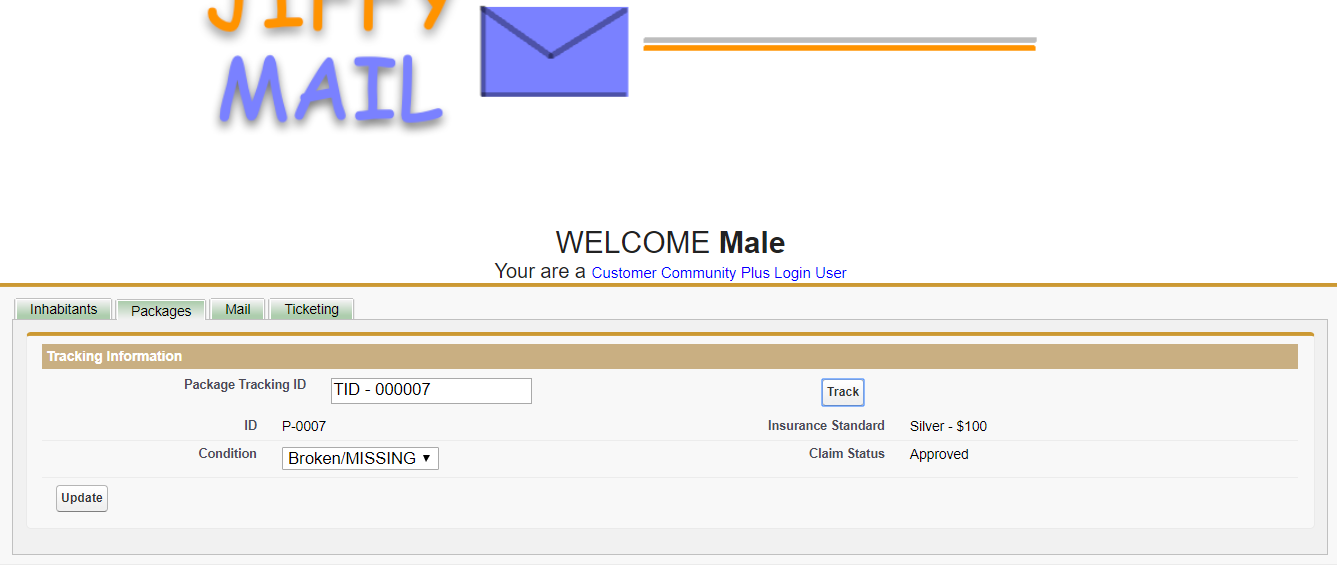 JIFFY
MAIL
WELCOME Male
Your are a Customer Community Plus Login User
Inhabitants Packages Mail Ticketing
Tracking Information
Package Tracking ID TID - 000007 Track
ID P-0007 Insurance Standard Silver - $100
Condition Broken/MISSING Claim Status Approved
Update